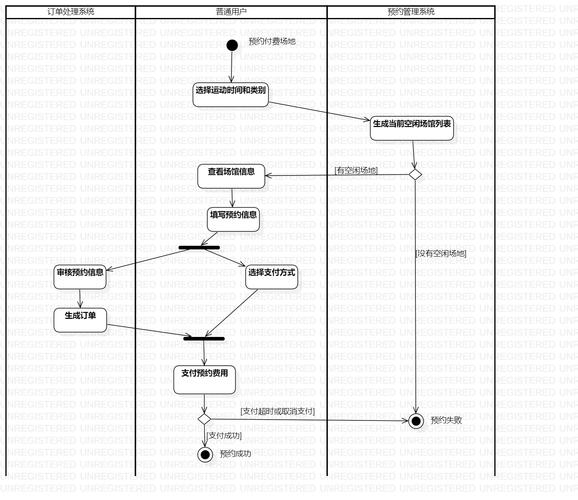 订单处理系统
普通用户
预约管理系统
预约付费场地
选择运动时间和类别
生成当前空闲场馆列表
查看场馆信息
[有空闲场地]
填写预约信息
[没有空闲场地]
审核预约信息
选择支付方式
生成订单
支付预约费用
[支付超时或取消支付]
预约失败
[支付成功]
预约成功